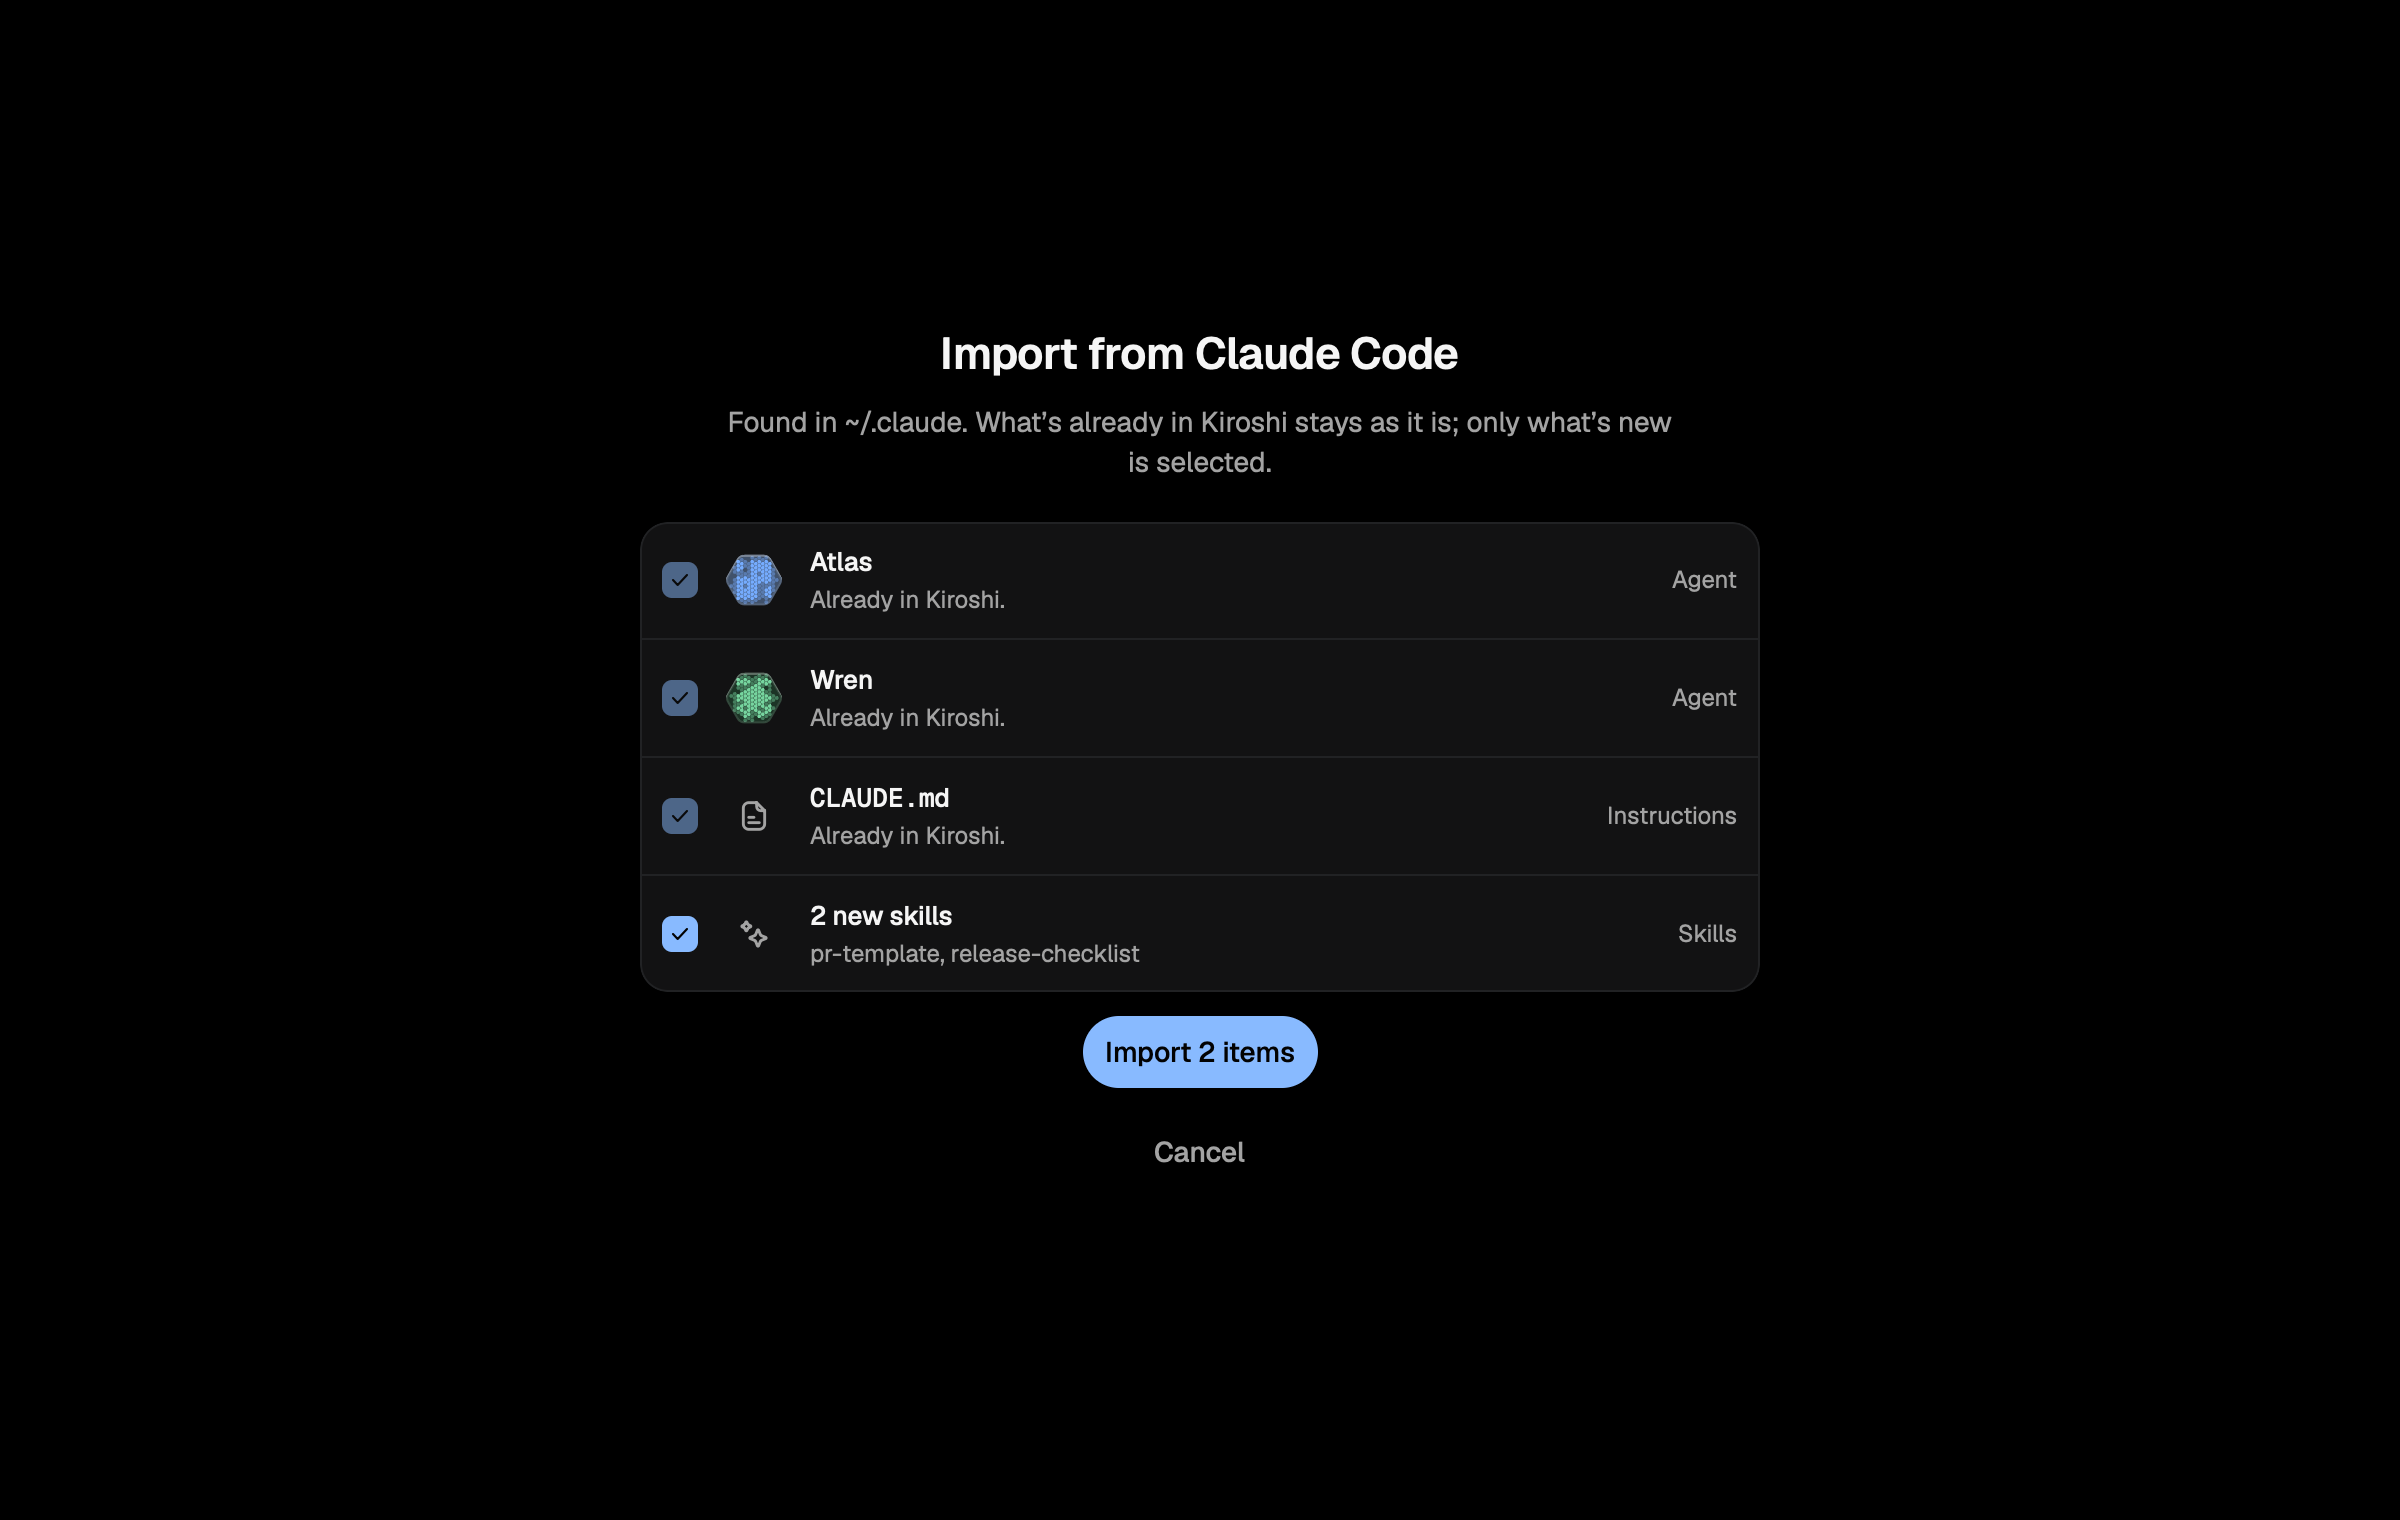 Import from Claude Code
Found in ~/.claude. What’s already in Kiroshi stays as it is; only what’s new
is selected.
Atlas
Already in Kiroshi.
Agent
Wren
Already in Kiroshi.
Agent
CLAUDE.md
Already in Kiroshi.
Instructions
2 new skills
pr-template, release-checklist
Skills
Import 2 items
Cancel